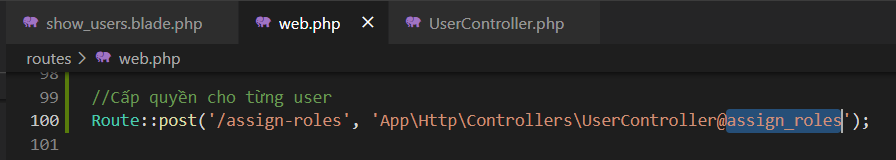 show_users.blade.php web.php × UserController.php
routes > web.php
98
99 //Cấp quyền cho từng user
100 Route::post('/assign-roles', 'App\Http\Controllers\UserController@assign_roles');
101